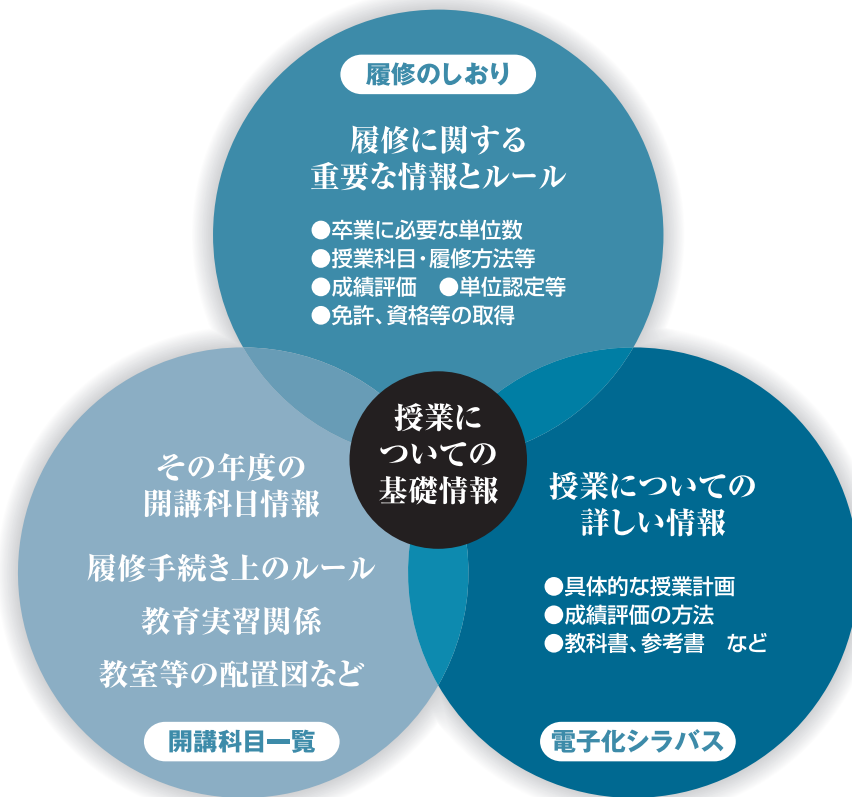 履修のしおり
履修に関する
重要な情報とルール
●卒業に必要な単位数
●授業科目・履修方法等
●成績評価　●単位認定等
●免許、資格等の取得
授業に
ついての
基礎情報
その年度の
開講科目情報
履修手続き上のルール
教育実習関係
教室等の配置図など
開講科目一覧
授業についての
詳しい情報
●具体的な授業計画
●成績評価の方法
●教科書、参考書　など
電子化シラバス